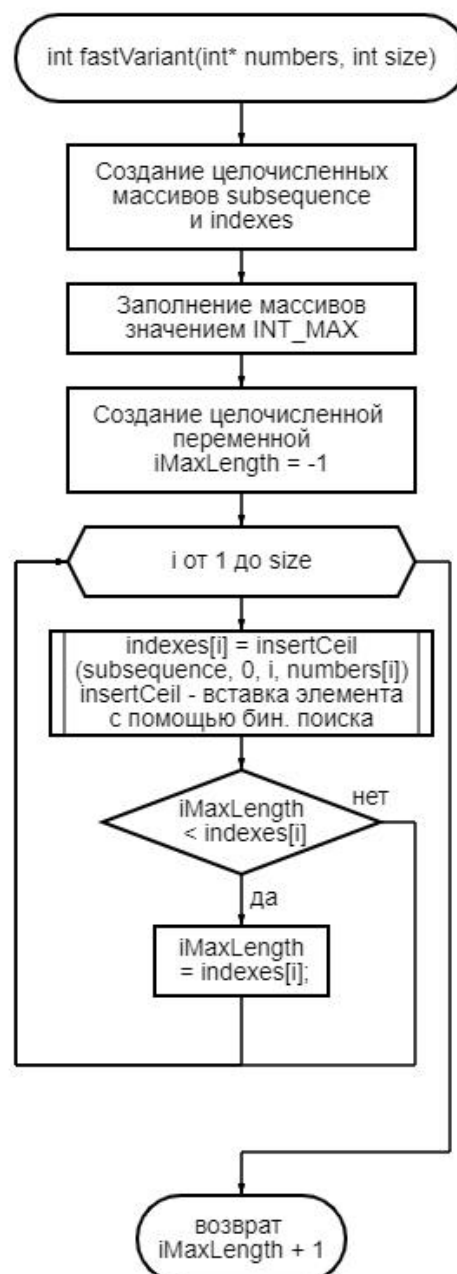 int fastVariant(int* numbers, int size)
Создание целочисленных
массивов subsequence
и indexes
Заполнение массивов
значением INT_MAX
Создание целочисленной
переменной
iMaxLength = -1
i от 1 до size
indexes[i] = insertCeil
(subsequence, 0, i, numbers[i])
insertCeil - вставка элемента
с помощью бин. поиска
iMaxLength
< indexes[i]
нет
да
iMaxLength
= indexes[i];
возврат
iMaxLength + 1